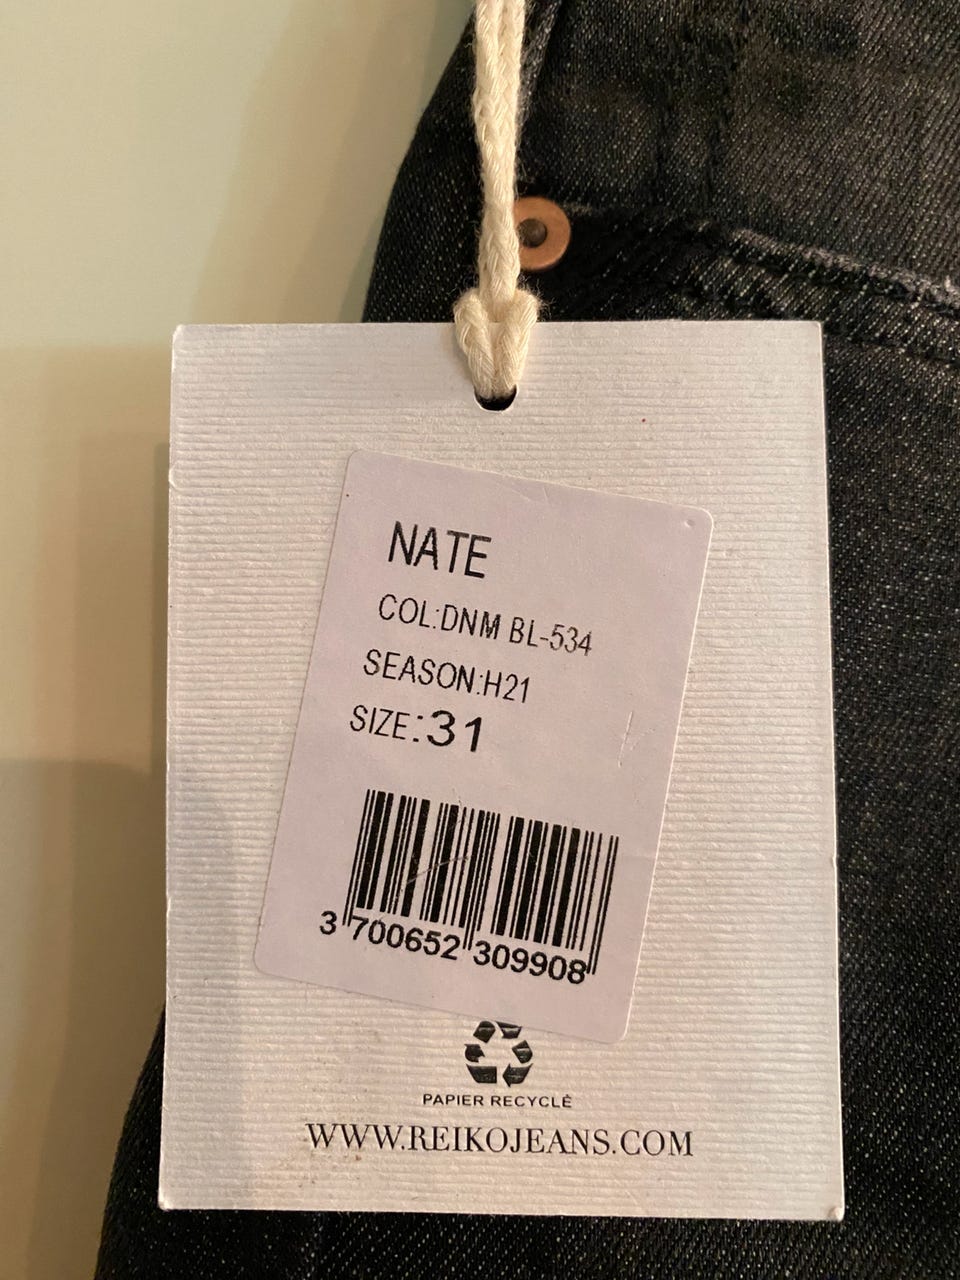 NATE
COL:DNM BL-534
SEASON:H21
SIZE:31
3 700652 309908
PAPIER RECYCLÉ
WWW.REIKOJEANS.COM